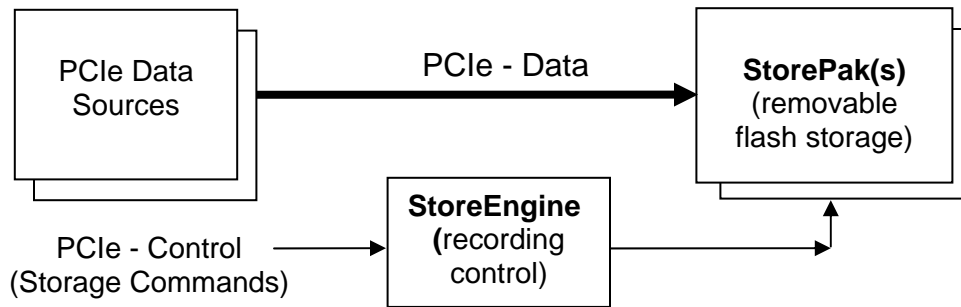 PCIe Data
Sources
PCIe - Data
StorePak(s)
(removable
flash storage)
StoreEngine
(recording
control)
PCIe - Control
(Storage Commands)